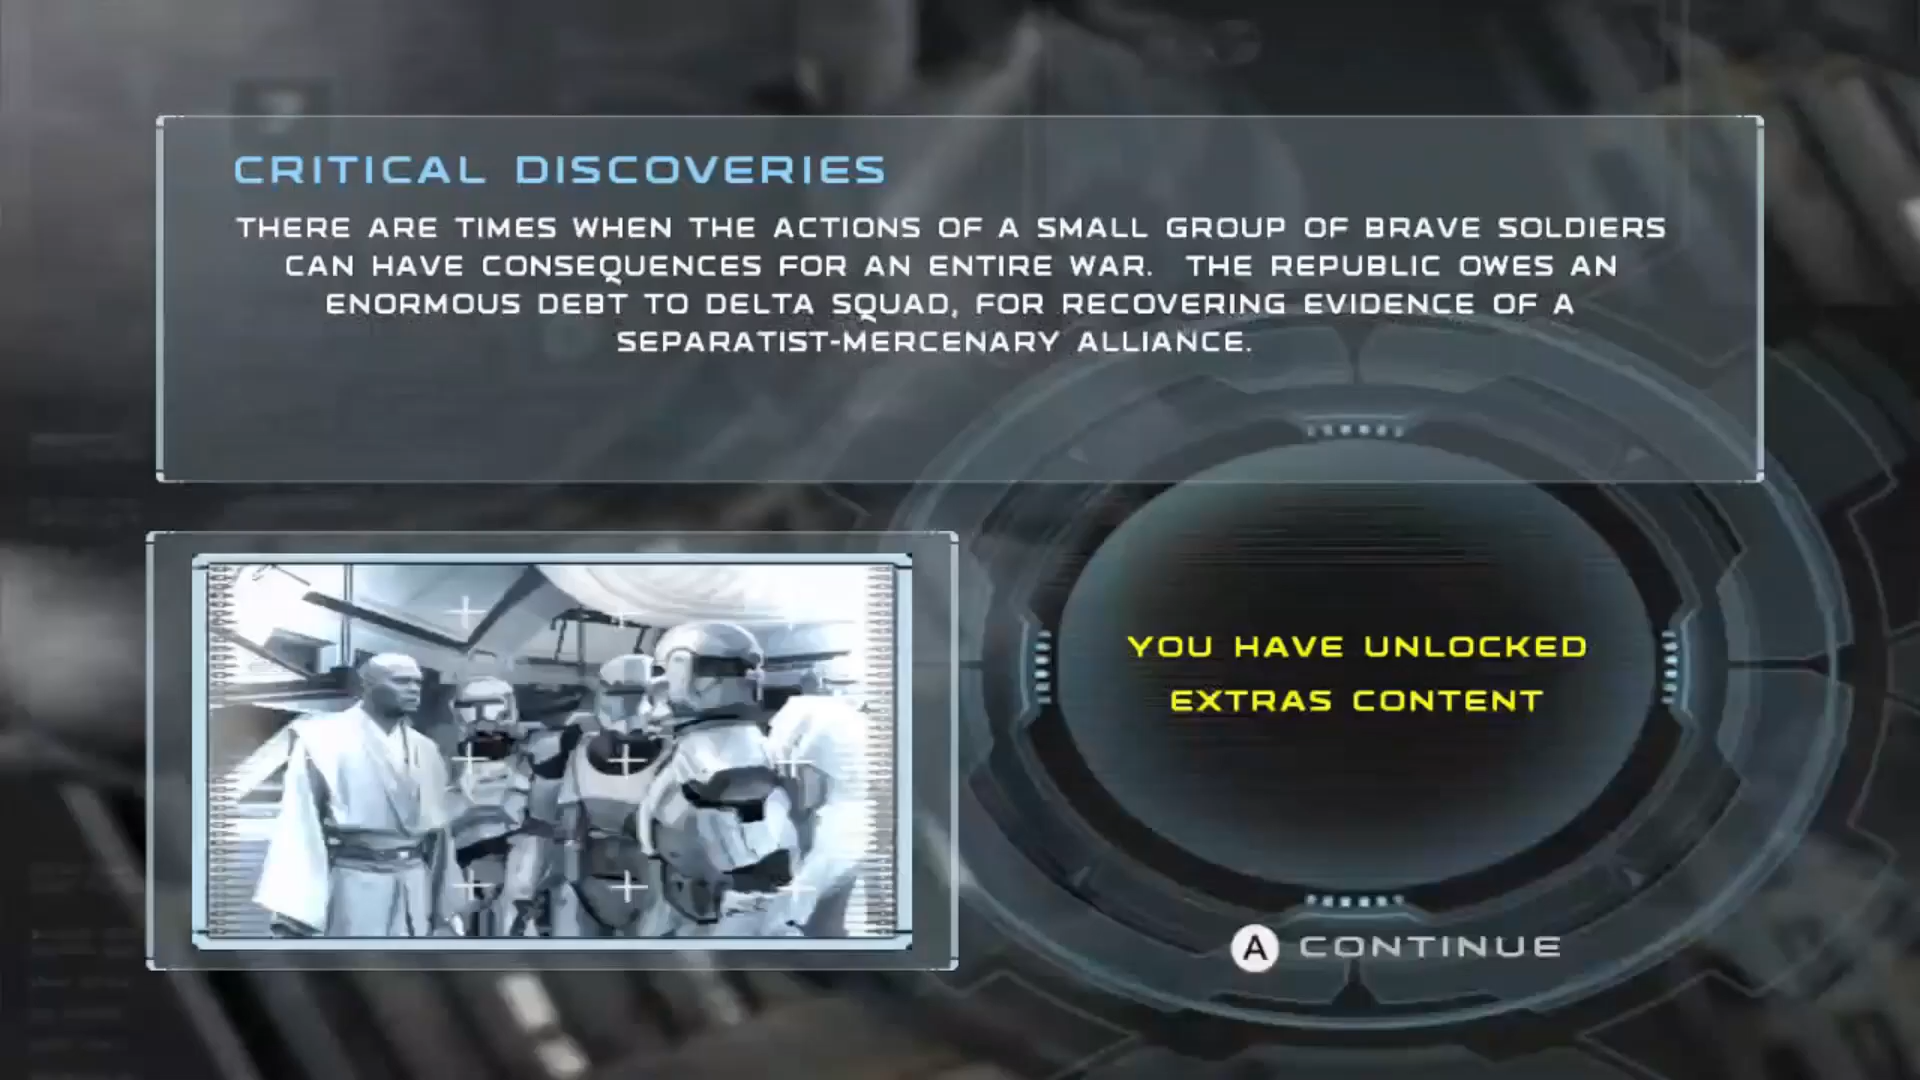 CRITICAL DISCOVERIES
THERE ARE TIMES WHEN THE ACTIONS OF A SMALL GROUP OF BRAVE SOLDIERS
CAN HAVE CONSEQUENCES FOR AN ENTIRE WAR. THE REPUBLIC OWES AN
ENORMOUS DEBT TO DELTA SQUAD, FOR RECOVERING EVIDENCE OF A
SEPARATIST-MERCENARY ALLIANCE.
YOU HAVE UNLOCKED
EXTRAS CONTENT
A CONTINUE